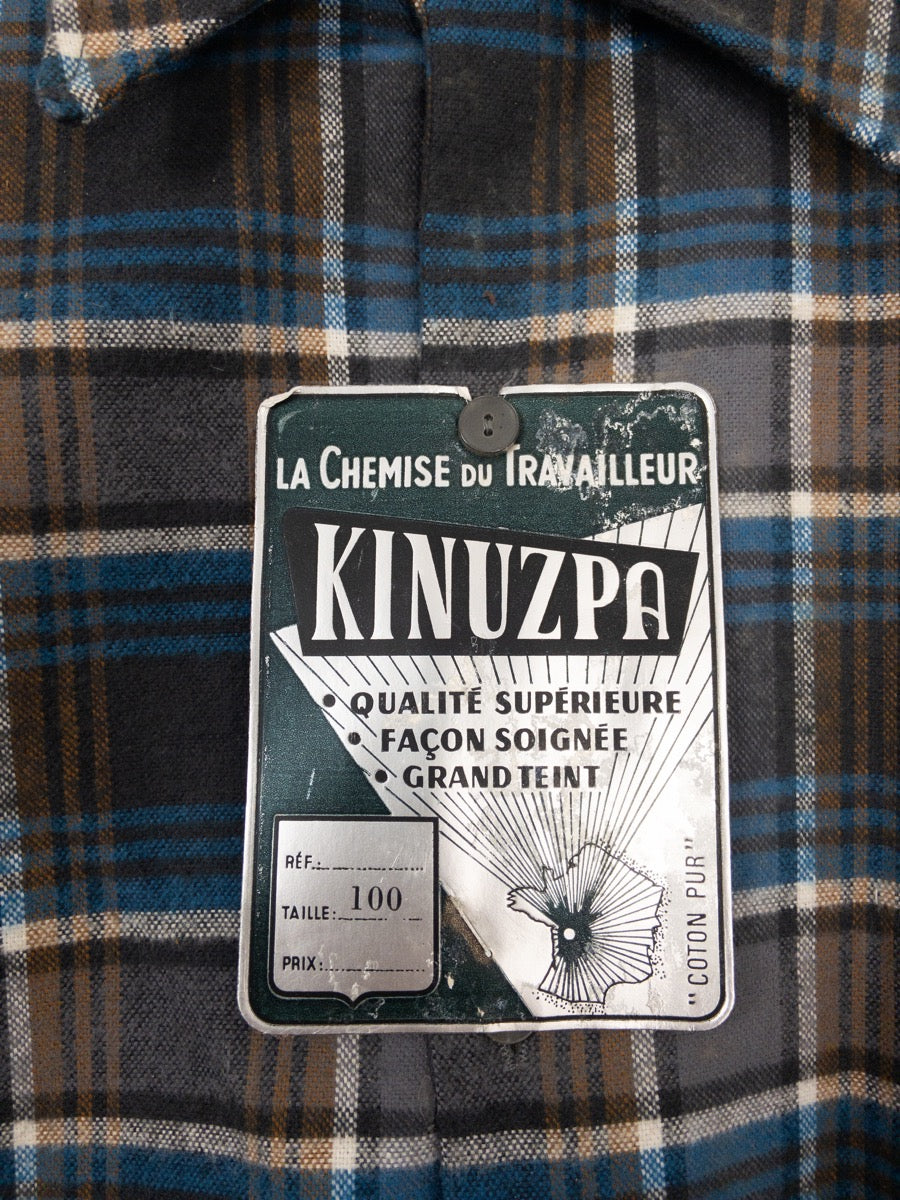 LA CHEMISE DU TRAVAILLEUR
KINUZPA
• QUALITÉ SUPÉRIEURE
• FAÇON SOIGNÉE
• GRAND TEINT
RÉF.:
TAILLE: 100
PRIX:
"COTON PUR"